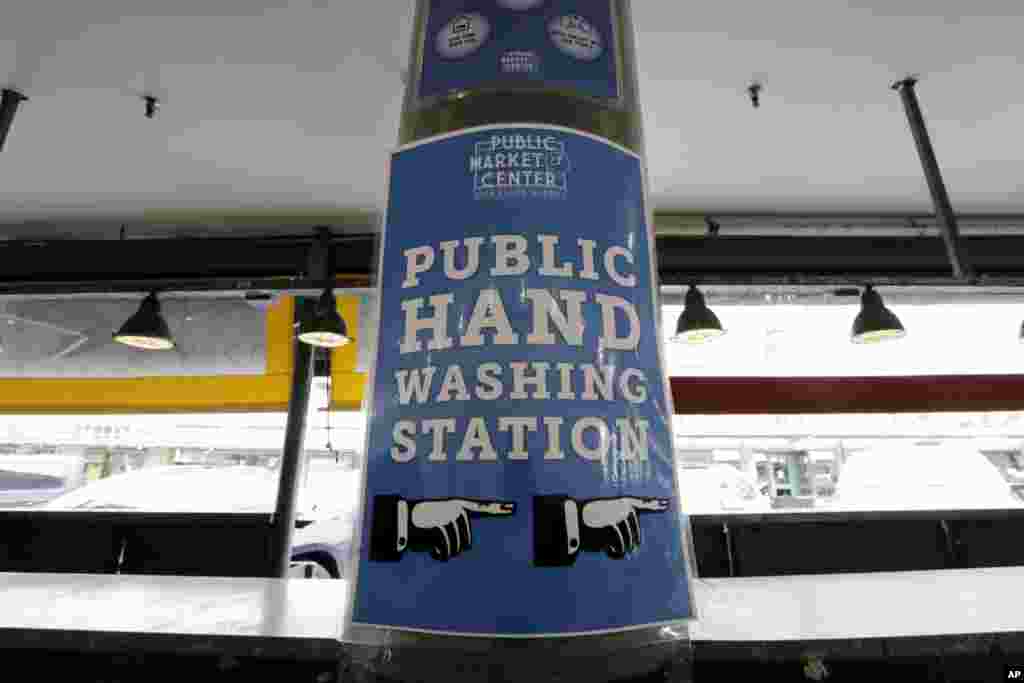 PUBLIC
MARKET
CENTER
PUBLIC
HAND
WASHING
STATION
AP